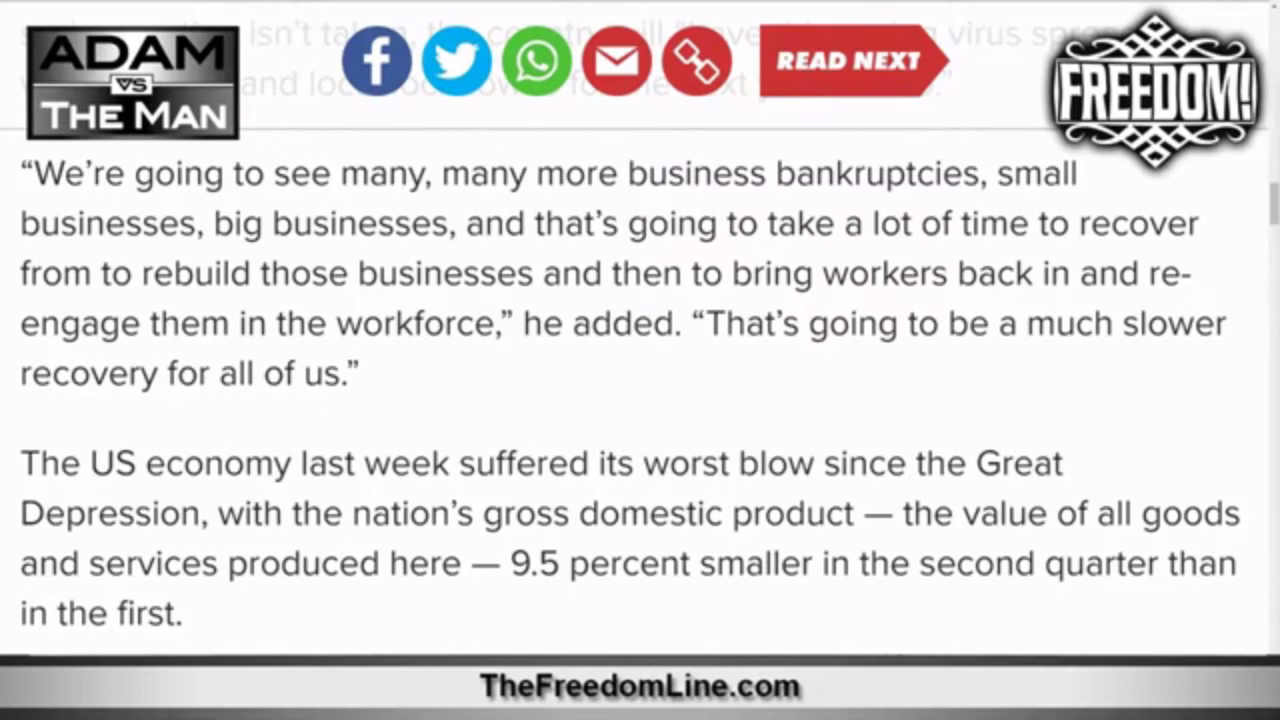 isn't
virus
ADAM
VS
THE MAN
READ NEXT
FREEDOM!
and
“We’re going to see many, many more business bankruptcies, small
businesses, big businesses, and that’s going to take a lot of time to recover
from to rebuild those businesses and then to bring workers back in and re-
engage them in the workforce,” he added. “That’s going to be a much slower
recovery for all of us.”
The US economy last week suffered its worst blow since the Great
Depression, with the nation’s gross domestic product — the value of all goods
and services produced here — 9.5 percent smaller in the second quarter than
in the first.
TheFreedomLine.com